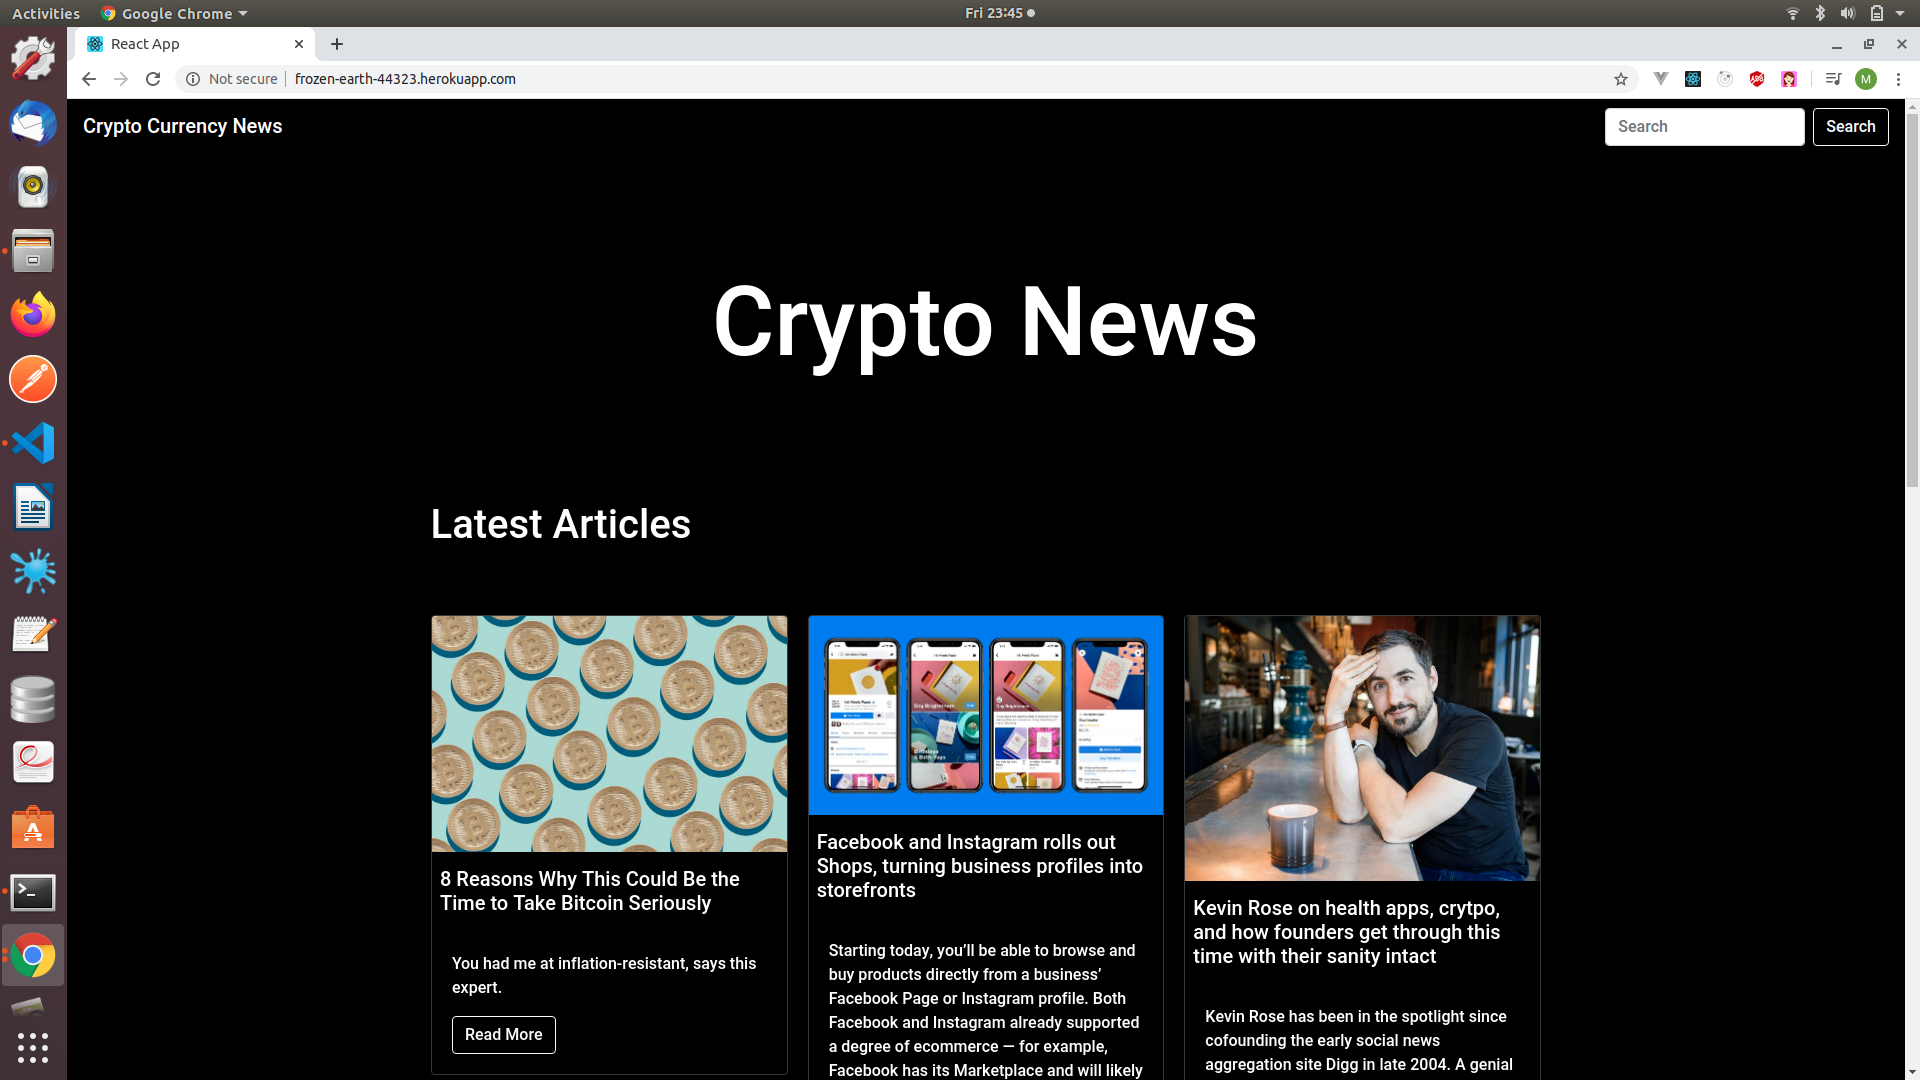 Activities
Google Chrome
Fri 23:45
React App
Not secure
frozen-earth-44323.herokuapp.com
M
Crypto Currency News
Search
Search
Crypto News
Latest Articles
8 Reasons Why This Could Be the
Time to Take Bitcoin Seriously
You had me at inflation-resistant, says this
expert.
Read More
Facebook and Instagram rolls out
Shops, turning business profiles into
storefronts
Starting today, you’ll be able to browse and
buy products directly from a business’
Facebook Page or Instagram profile. Both
Facebook and Instagram already supported
a degree of ecommerce — for example,
Facebook has its Marketplace and will likely
Kevin Rose on health apps, crytpo,
and how founders get through this
time with their sanity intact
Kevin Rose has been in the spotlight since
cofounding the early social news
aggregation site Digg in late 2004. A genial